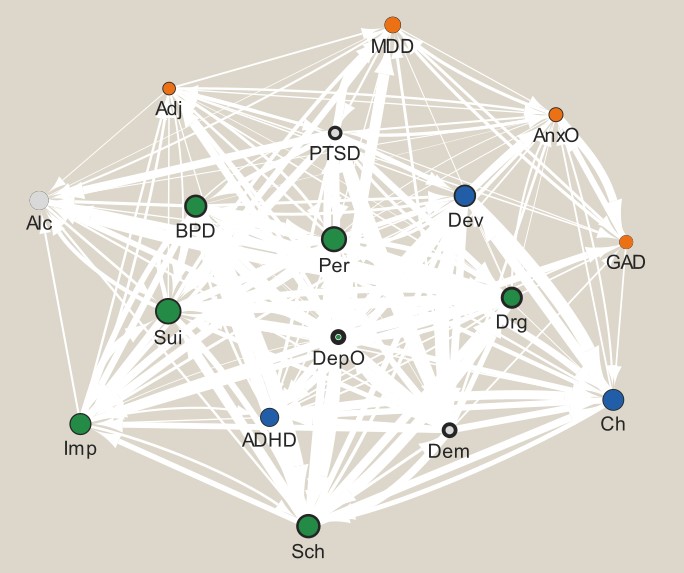 MDD
Adj
AnxO
PTSD
Alc
BPD
Dev
Per
GAD
Sui
Drg
DepO
Ch
Imp
ADHD
Dem
Sch